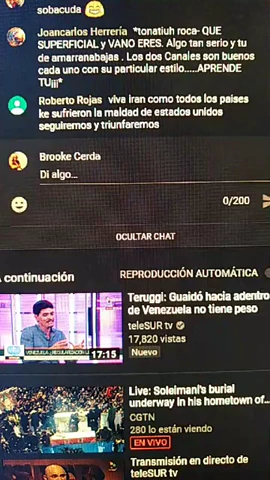 sobacuda
Joancarlos Herreria *tonatiuh roca- QUE
SUPERFICIAL y VANO ERES. Algo tan serio y tu
de amarranabajas . Los dos Canales son buenos
cada uno con su particular estilo.....APRENDE
TU¡¡¡*
Roberto Rojas viva iran como todos los paises
ke sufrieron la maldad de estados unidos
seguiremos y triunfaremos
Brooke Cerda
Di algo...
0/200
OCULTAR CHAT
continuación
REPRODUCCIÓN AUTOMÁTICA
Teruggi: Guaidó hacia adentro
de Venezuela no tiene peso
teleSUR tv
17,820 vistas
Nuevo
17:15
Live: Soleimani's burial
underway in his hometown of...
CGTN
280 lo están viendo
EN VIVO
Transmisión en directo de
teleSUR tv